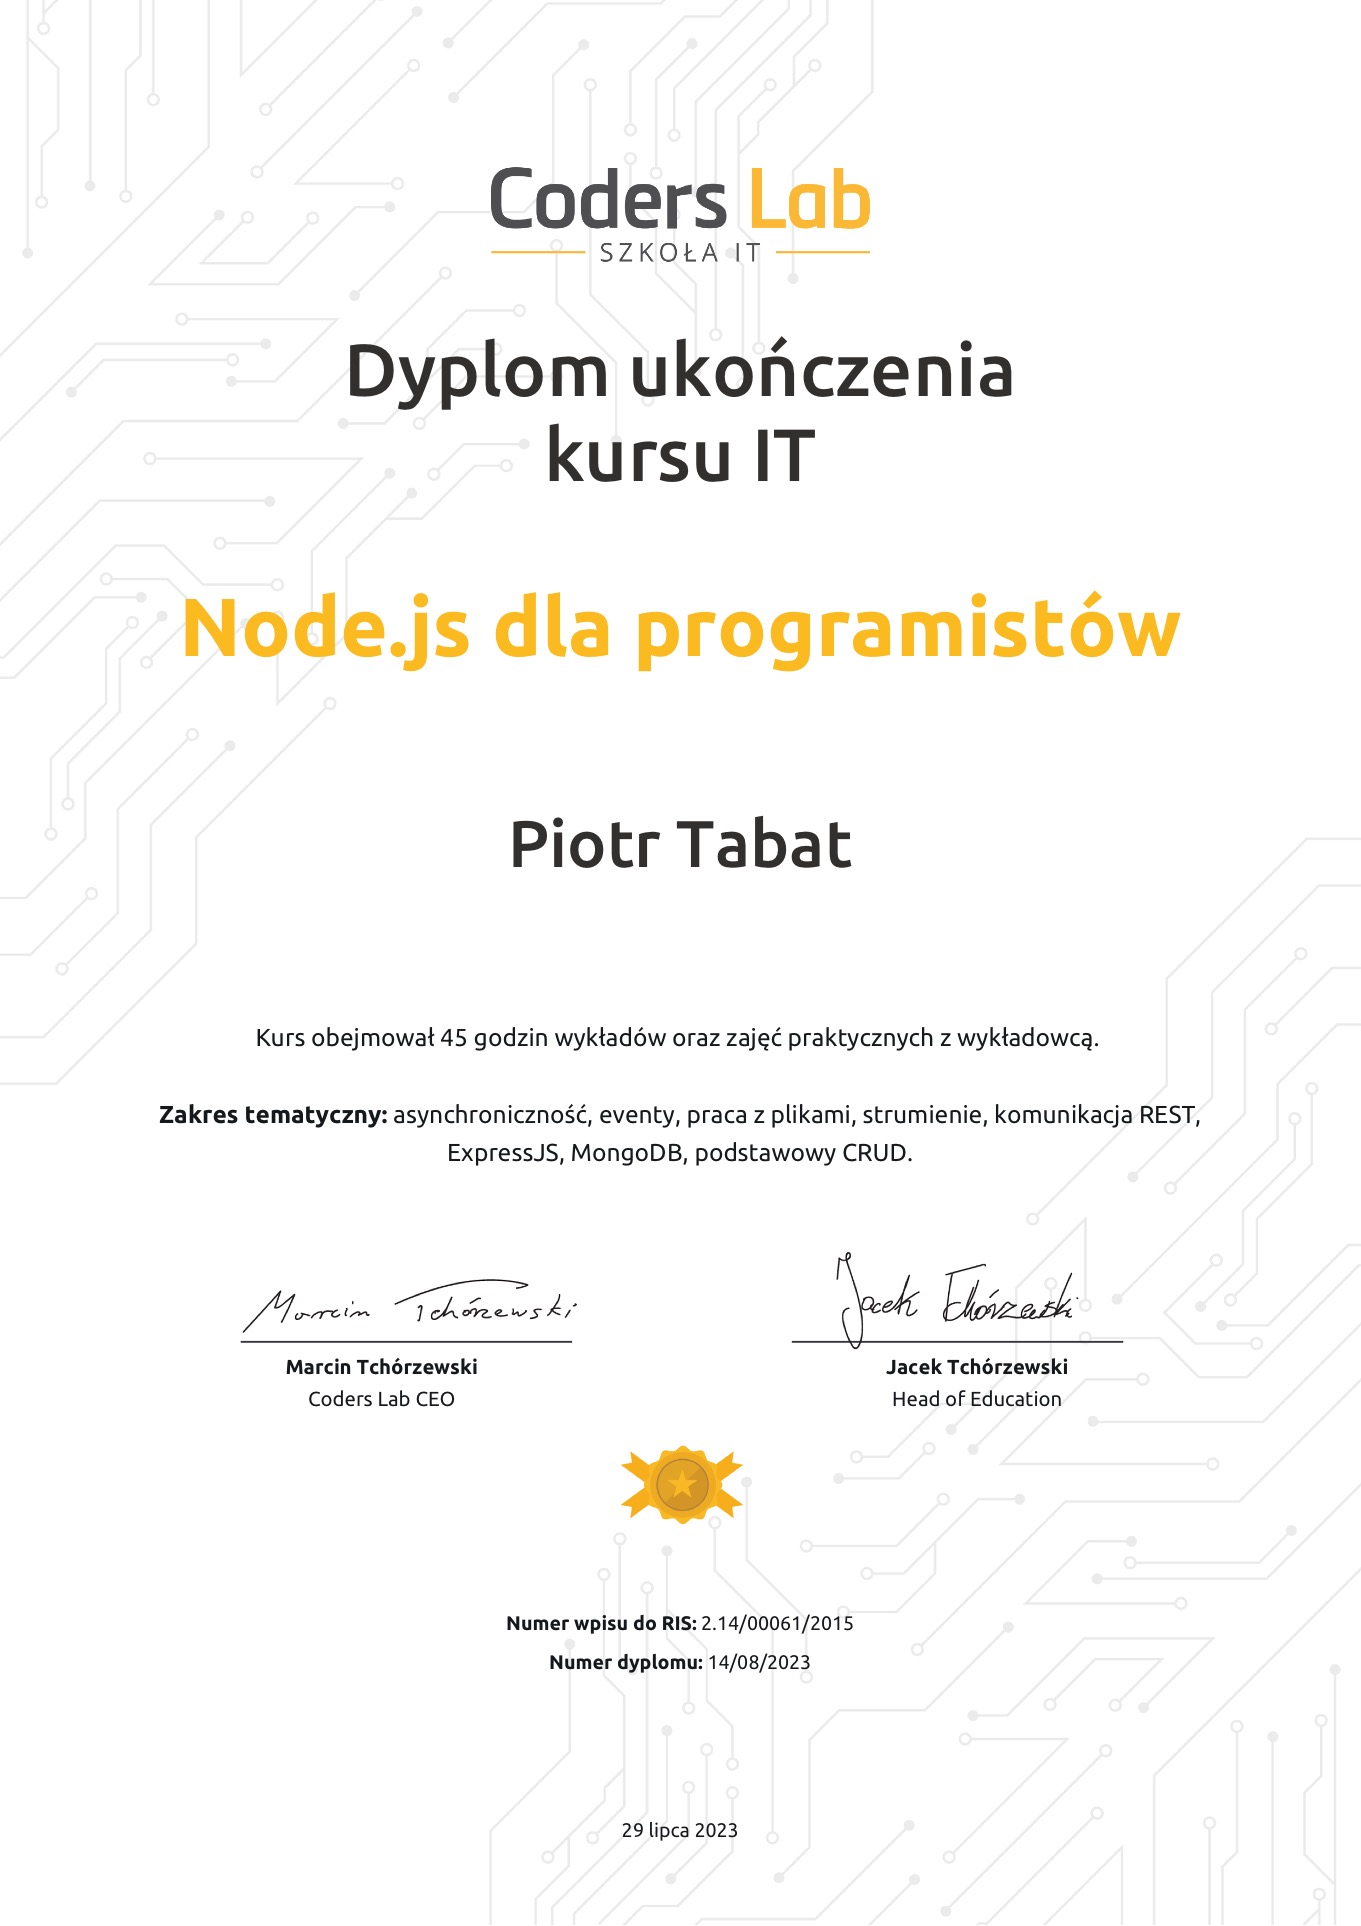 Coders Lab
SZKOŁA IT
Dyplom ukończenia
kursu IT
Node.js dla programistów
Piotr Tabat
Kurs obejmował 45 godzin wykładów oraz zajęć praktycznych z wykładowcą.
Zakres tematyczny: asynchroniczność, eventy, praca z plikami, strumienie, komunikacja REST,
ExpressJS, MongoDB, podstawowy CRUD.
Marcin Tchórzewski
Jacek Tchórzewski
Marcin Tchórzewski
Coders Lab CEO
Jacek Tchórzewski
Head of Education
Numer wpisu do RIS: 2.14/00061/2015
Numer dyplomu: 14/08/2023
29 lipca 2023